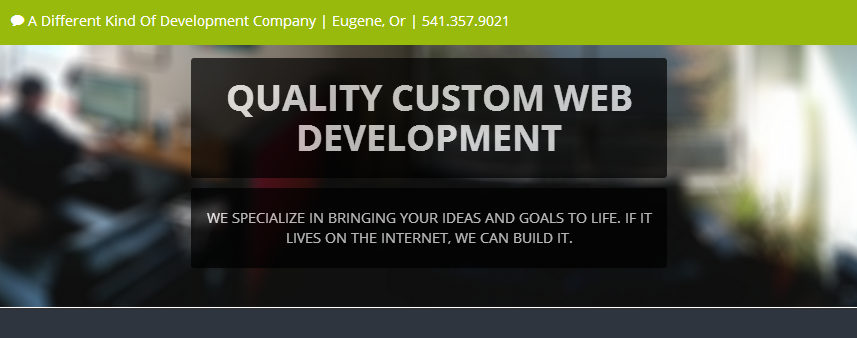 A Different Kind Of Development Company | Eugene, Or | 541.357.9021
QUALITY CUSTOM WEB
DEVELOPMENT
WE SPECIALIZE IN BRINGING YOUR IDEAS AND GOALS TO LIFE. IF IT
LIVES ON THE INTERNET, WE CAN BUILD IT.